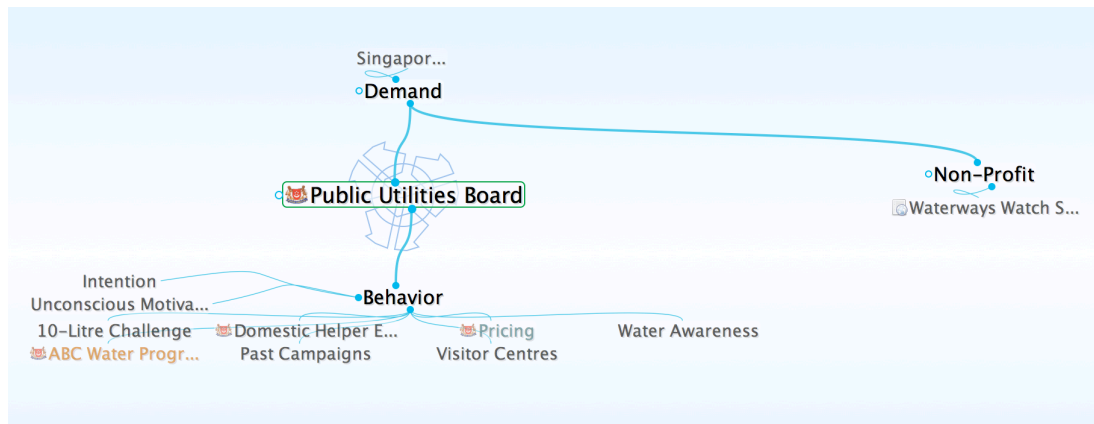 Singapor...
Demand
Non-Profit
Public Utilities Board
Waterways Watch S...
Intention
Behavior
Unconscious Motiva...
10-Litre Challenge
Domestic Helper E...
Pricing
Water Awareness
ABC Water Progr...
Past Campaigns
Visitor Centres